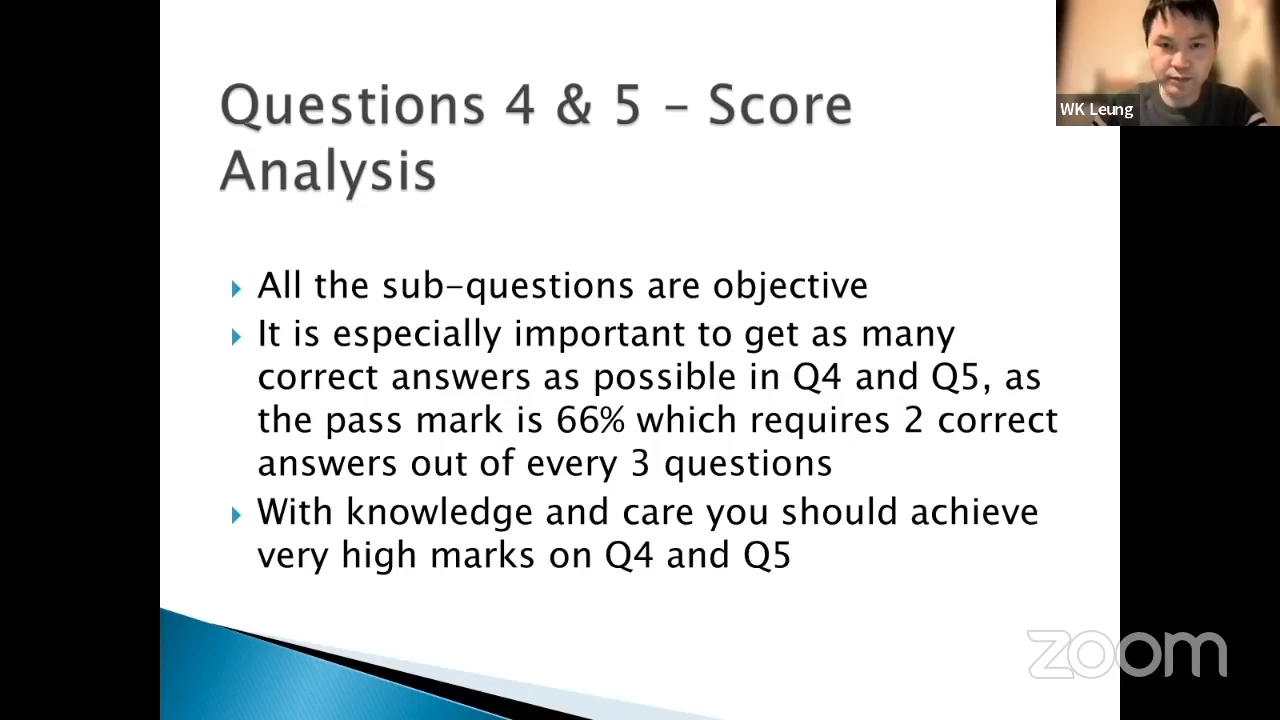 Questions 4 & 5 – Score
Analysis
WK Leung
All the sub-questions are objective
It is especially important to get as many
correct answers as possible in Q4 and Q5, as
the pass mark is 66% which requires 2 correct
answers out of every 3 questions
With knowledge and care you should achieve
very high marks on Q4 and Q5
zoom